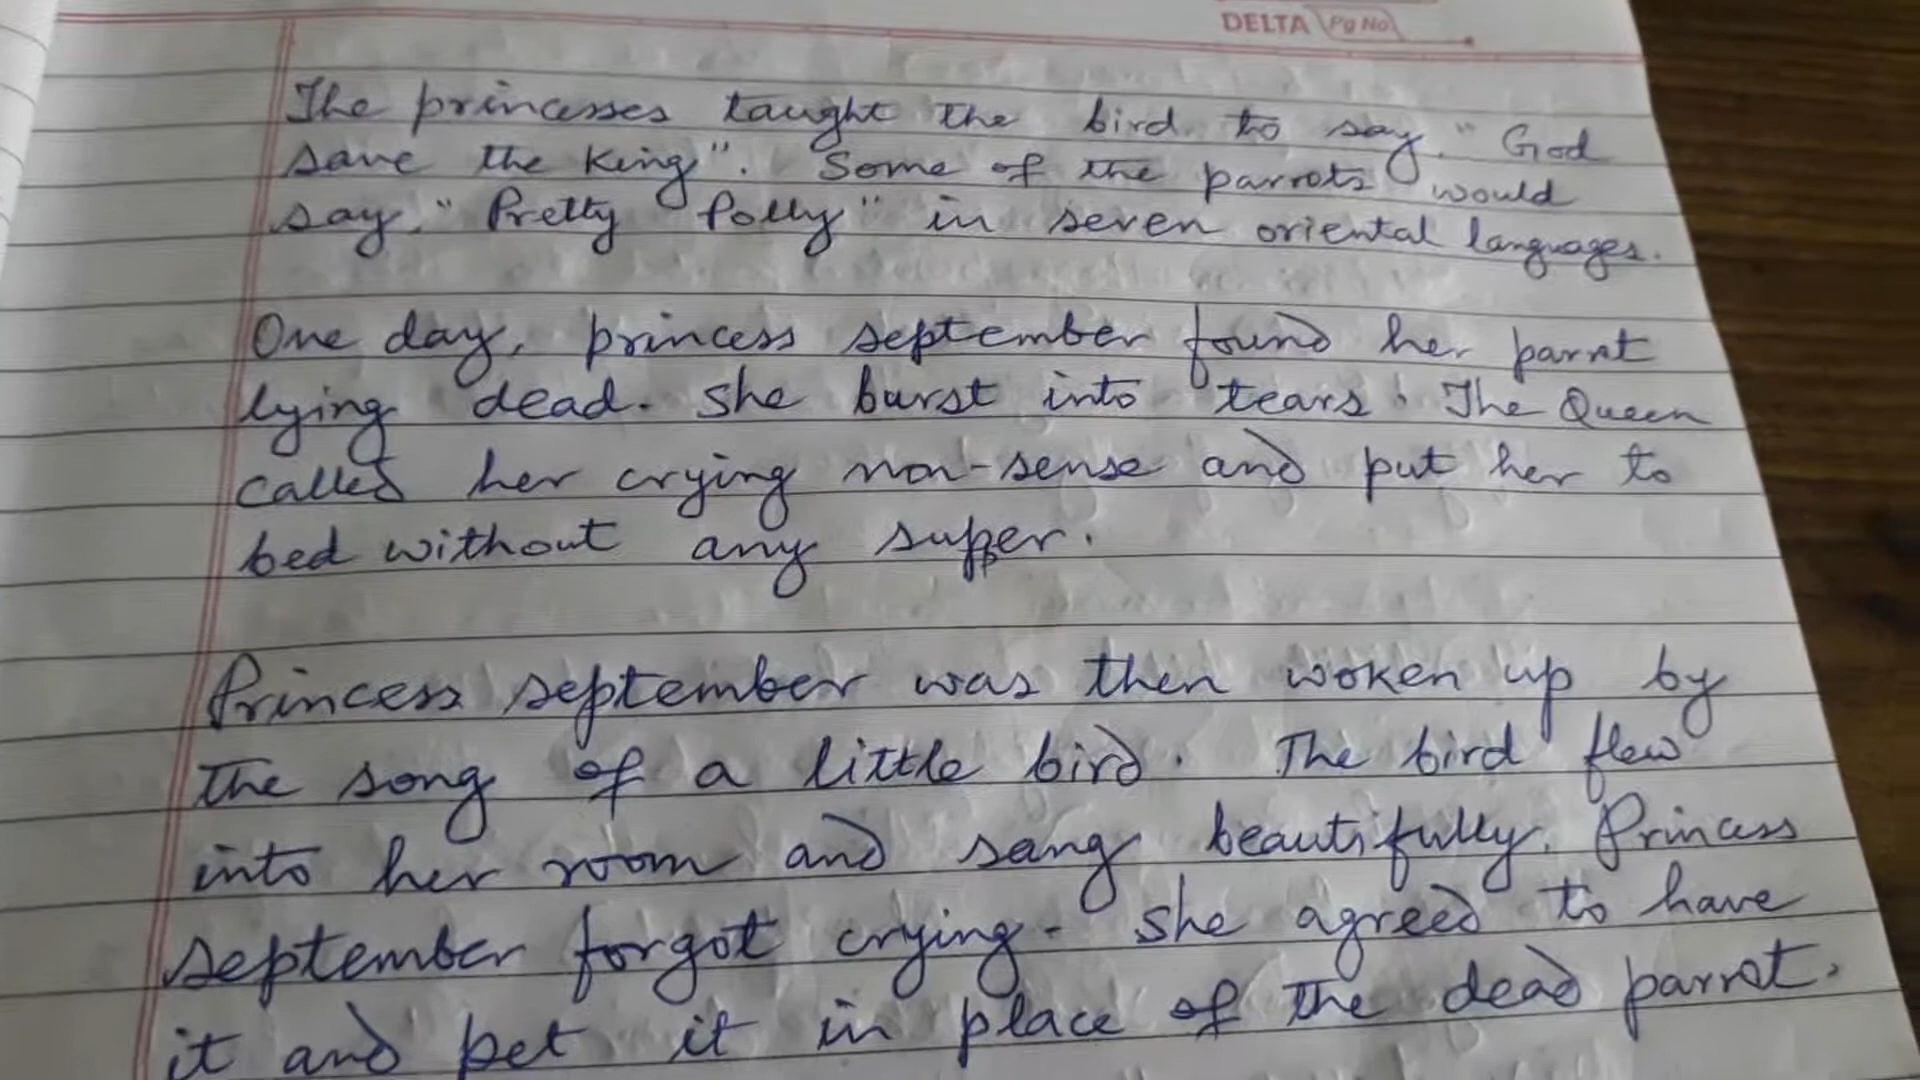 DELTA Pg No
The princesses taught the bird to say "God
save the King". Some of the parrots would
say "Pretty Polly" in seven oriental languages.
One day, princess september found her parrot
lying dead. She burst into tears. The Queen
called her crying non-sense and put her to
bed without any supper.
Princess september was then woken up by
the song of a little bird. The bird flew
into her room and sang beautifully. Princess
september forgot crying. She agreed to have
it and pet it in place of the dead parrot.